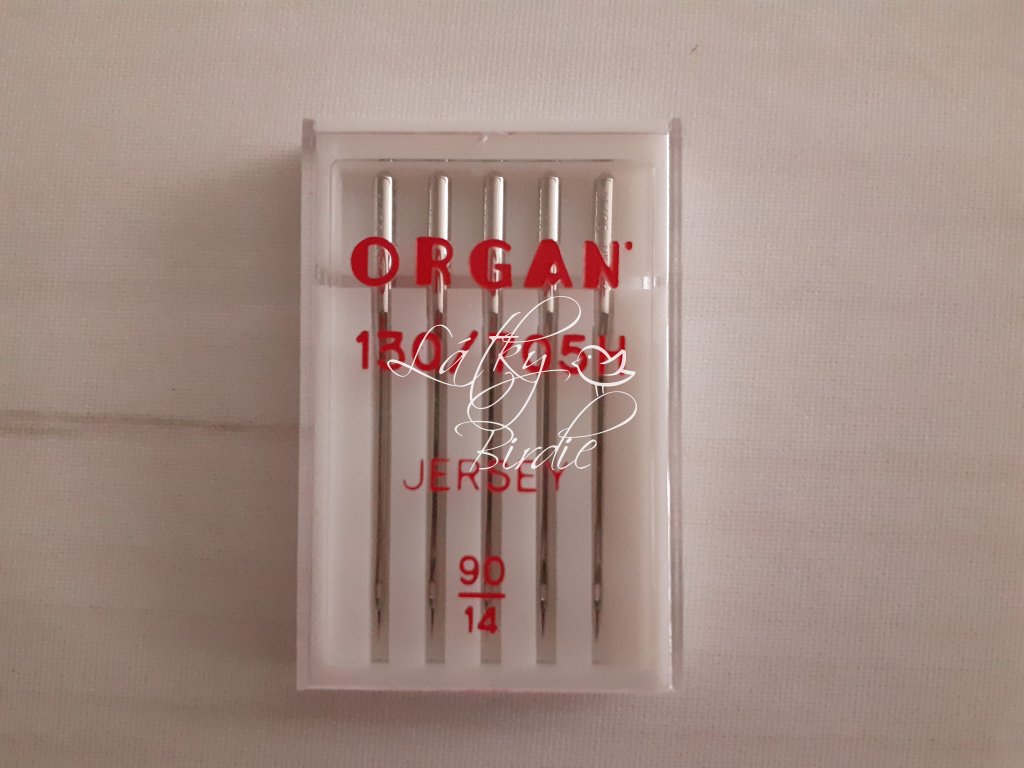 ORGAN
130/705H
Látky
Birdie
JERSEY
90
14